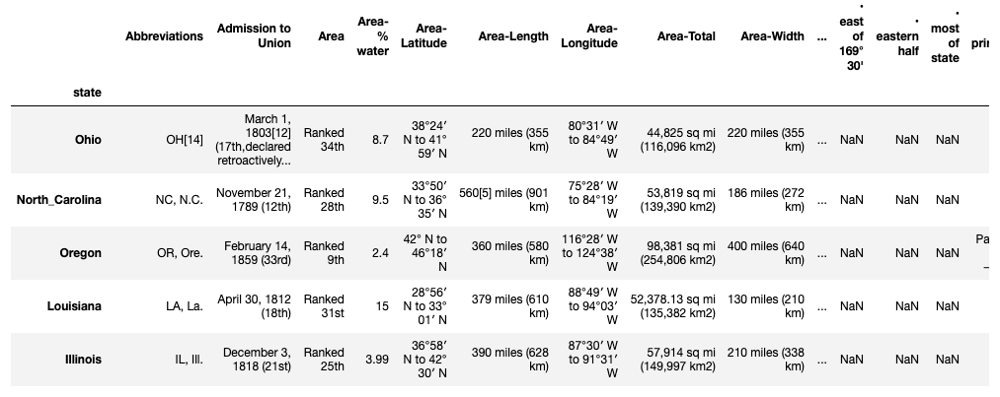 Abbreviations Admission to Union Area Area-% water Area-Latitude Area-Length Area-Longitude Area-Total Area-Width ... • east of 169° 30' • eastern half • most of state
state
Ohio OH[14] March 1, 1803[12] (17th,declared retroactively... Ranked 34th 8.7 38°24′ N to 41° 59′ N 220 miles (355 km) 80°31′ W to 84°49′ W 44,825 sq mi (116,096 km2) 220 miles (355 km) ... NaN NaN NaN
North_Carolina NC, N.C. November 21, 1789 (12th) Ranked 28th 9.5 33°50′ N to 36° 35′ N 560[5] miles (901 km) 75°28′ W to 84°19′ W 53,819 sq mi (139,390 km2) 186 miles (272 km) ... NaN NaN NaN
Oregon OR, Ore. February 14, 1859 (33rd) Ranked 9th 2.4 42° N to 46°18′ N 360 miles (580 km) 116°28′ W to 124°38′ W 98,381 sq mi (254,806 km2) 400 miles (640 km) ... NaN NaN NaN
Louisiana LA, La. April 30, 1812 (18th) Ranked 31st 15 28°56′ N to 33° 01′ N 379 miles (610 km) 88°49′ W to 94°03′ W 52,378.13 sq mi (135,382 km2) 130 miles (210 km) ... NaN NaN NaN
Illinois IL, Ill. December 3, 1818 (21st) Ranked 25th 3.99 36°58′ N to 42° 30′ N 390 miles (628 km) 87°30′ W to 91°31′ W 57,914 sq mi (149,997 km2) 210 miles (338 km) ... NaN NaN NaN